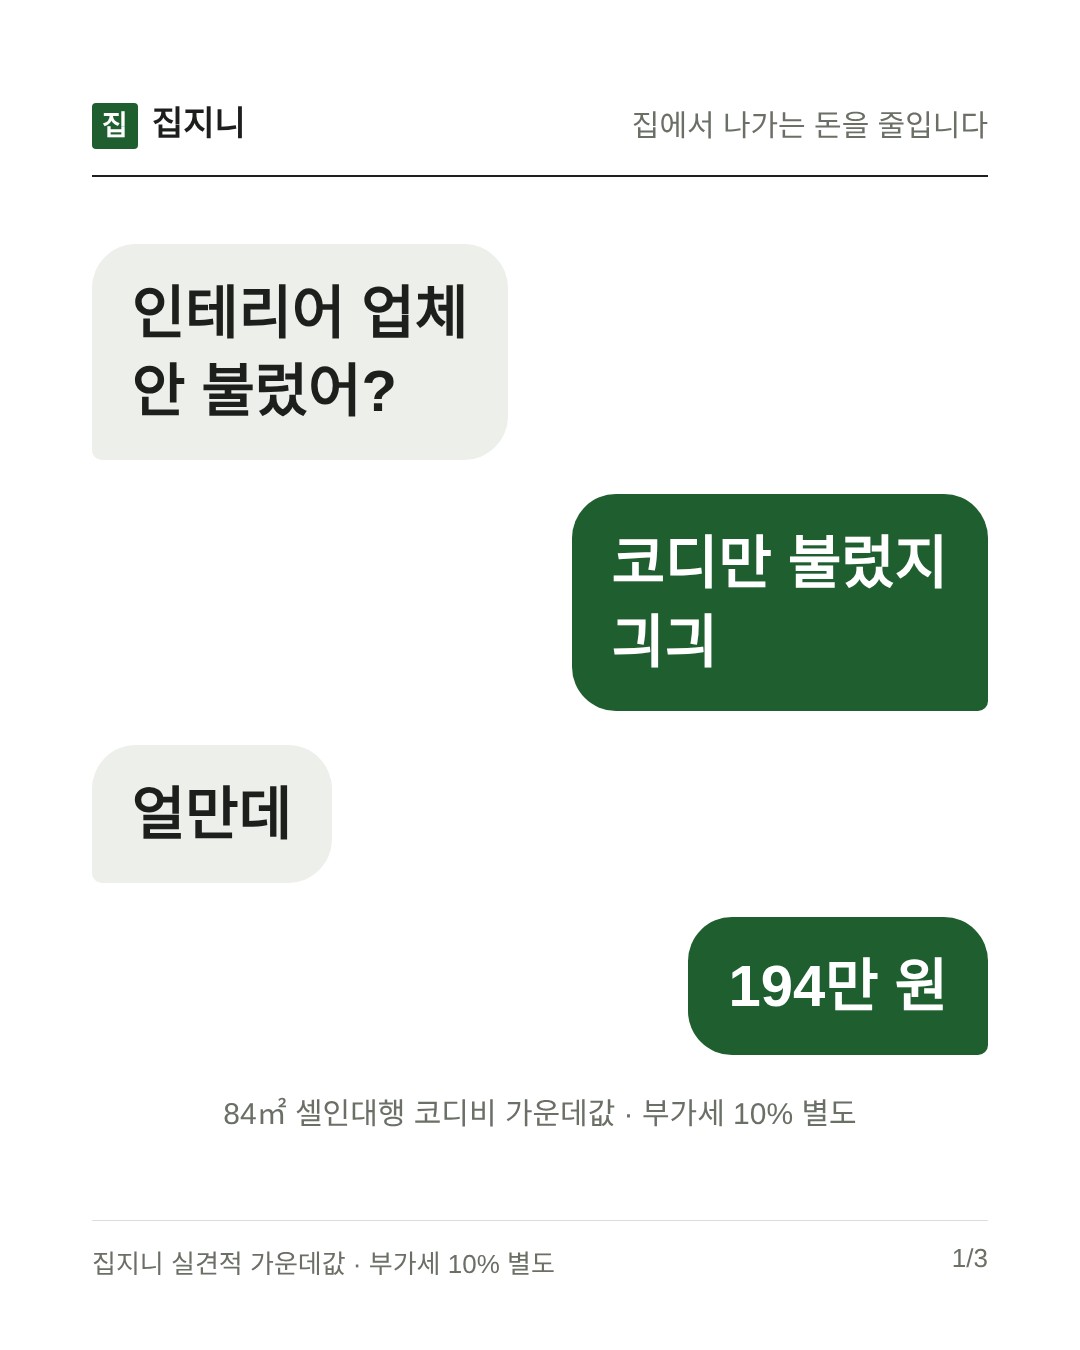 집 집지니
집에서 나가는 돈을 줄입니다
인테리어 업체
안 불렀어?
코디만 불렀지
긔긔
얼만데
194만 원
84㎡ 셀인대행 코디비 가운데값 · 부가세 10% 별도
집지니 실견적 가운데값 · 부가세 10% 별도
1/3